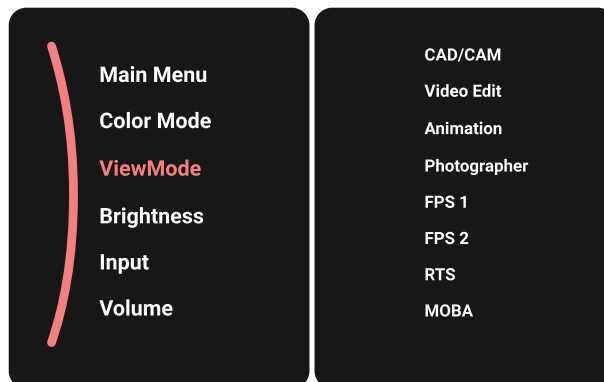 Main Menu
Color Mode
ViewMode
Brightness
Input
Volume
CAD/CAM
Video Edit
Animation
Photographer
FPS 1
FPS 2
RTS
MOBA